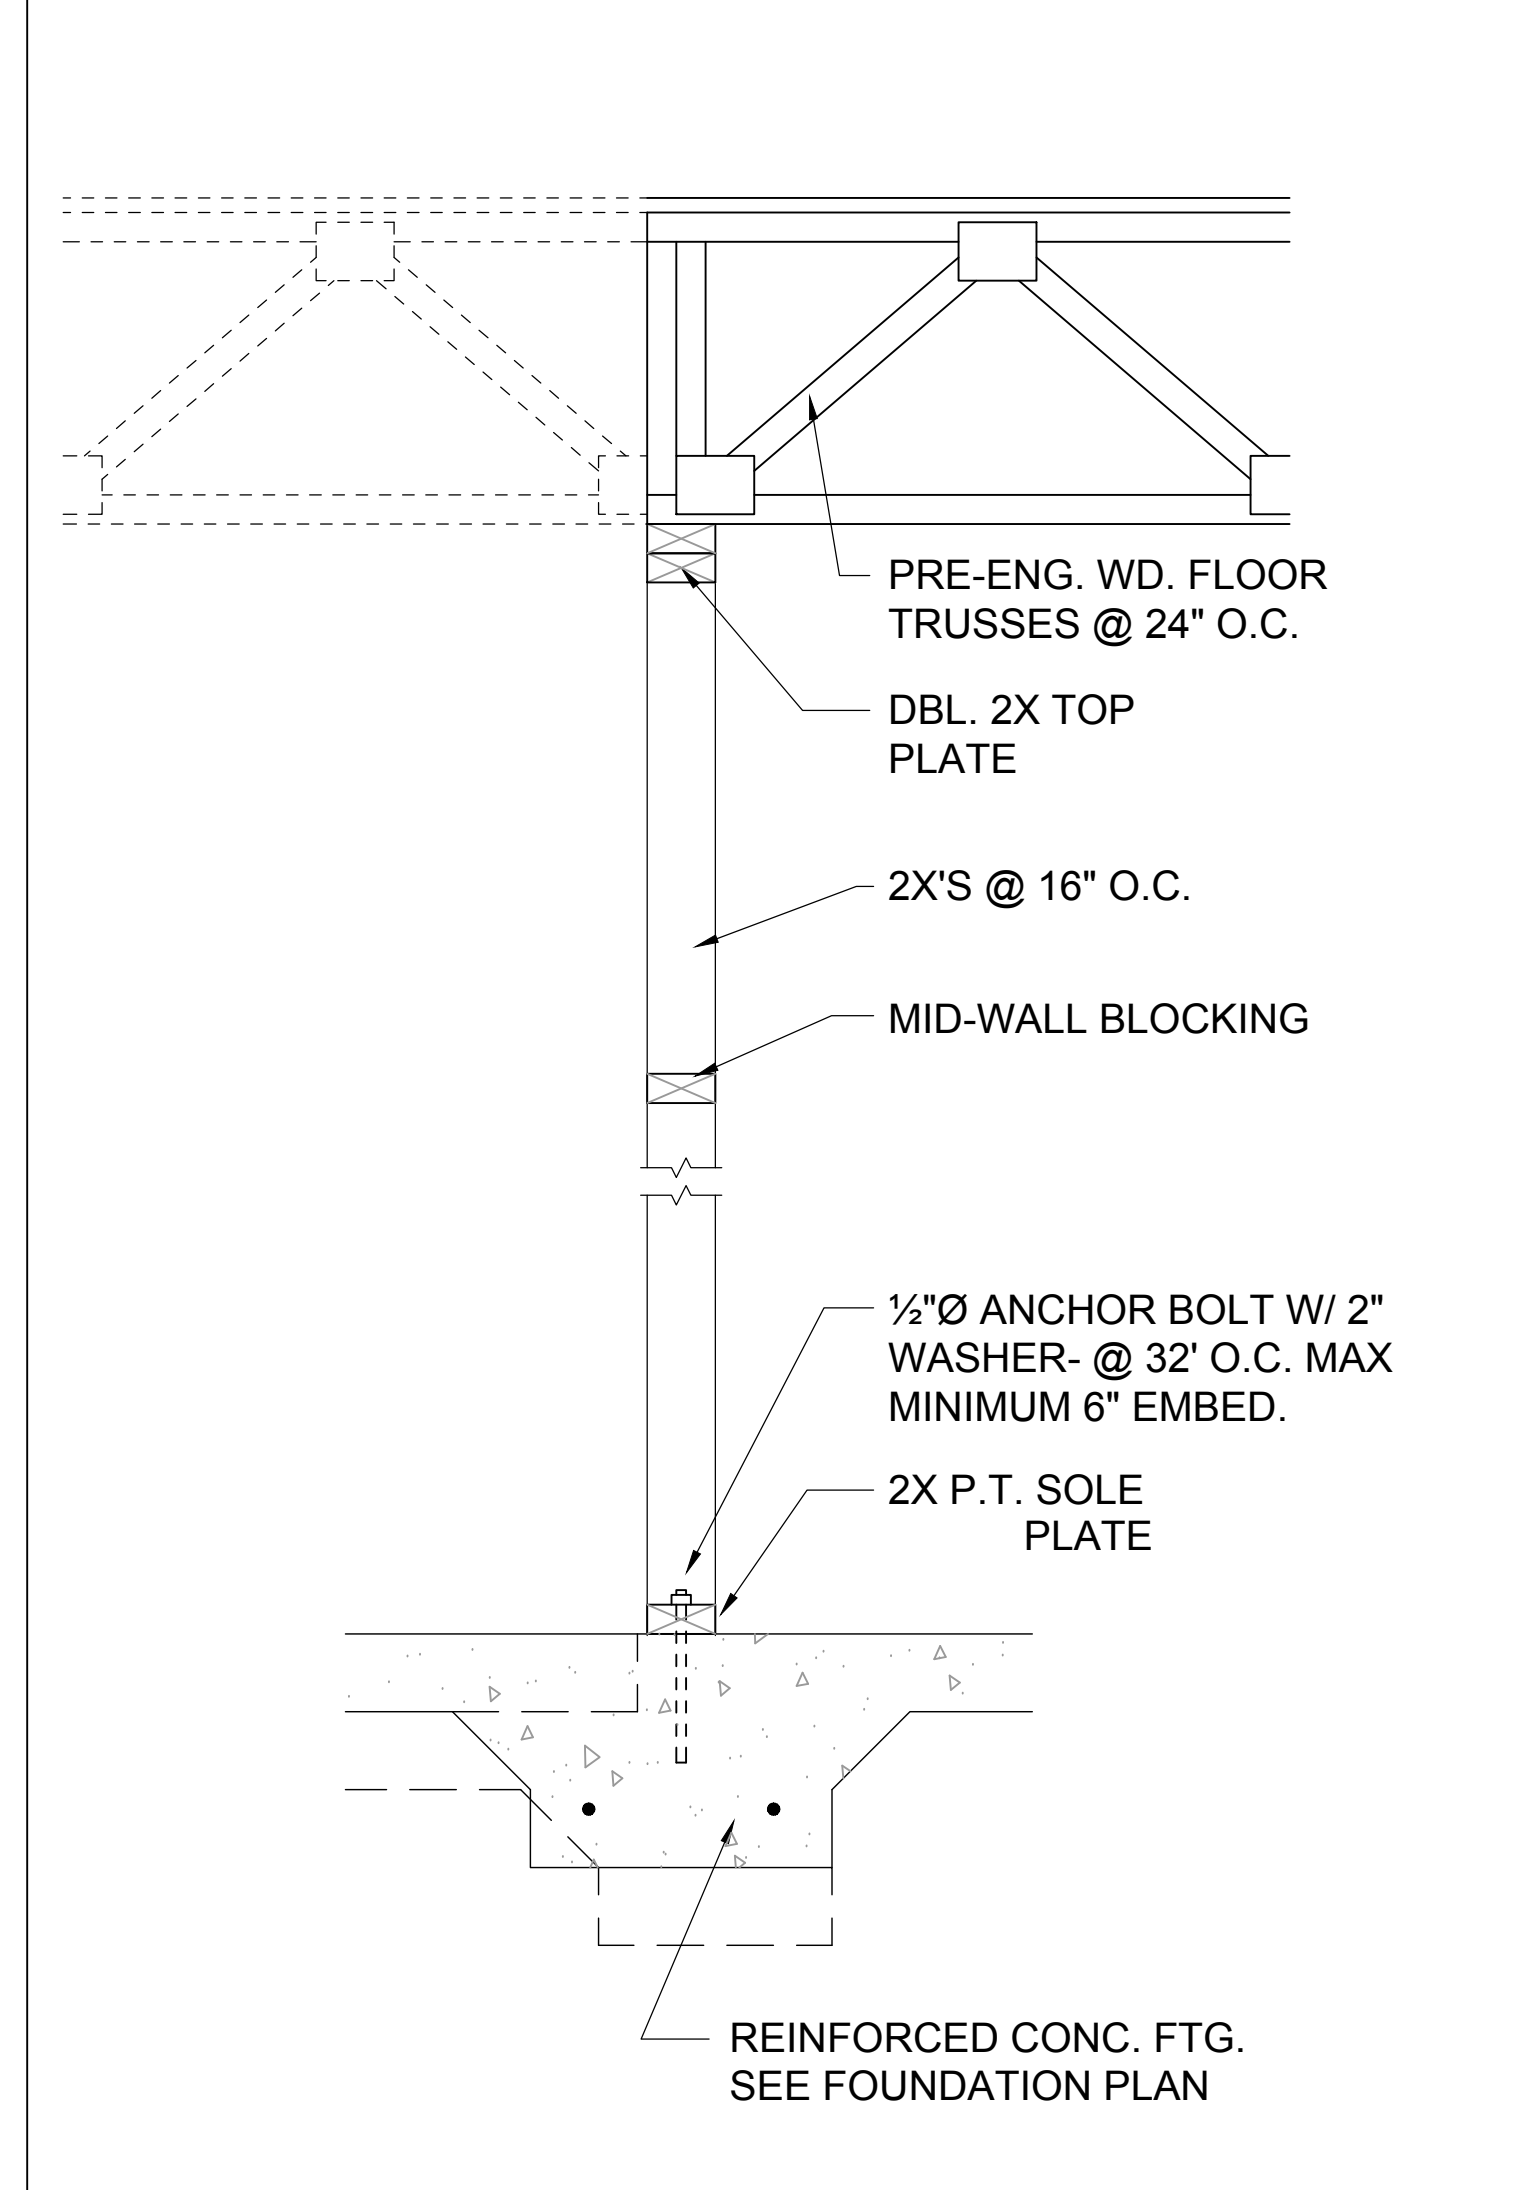 PRE-ENG. WD. FLOOR
TRUSSES @ 24" O.C.
DBL. 2X TOP
PLATE
2X'S @ 16" O.C.
MID-WALL BLOCKING
½"Ø ANCHOR BOLT W/ 2"
WASHER- @ 32' O.C. MAX
MINIMUM 6" EMBED.
2X P.T. SOLE
PLATE
REINFORCED CONC. FTG.
SEE FOUNDATION PLAN